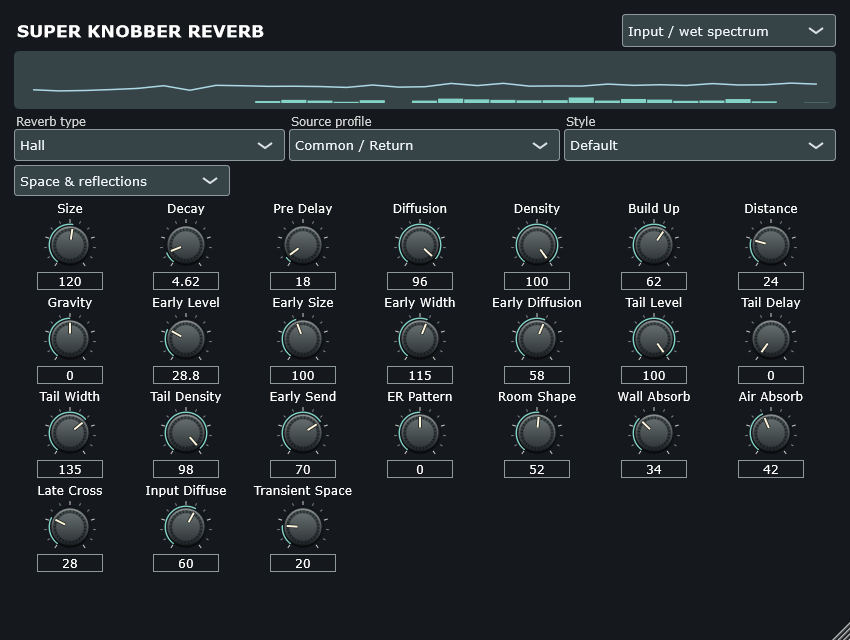 SUPER KNOBBER REVERB
Input / wet spectrum
Reverb type Source profile Style
Hall Common / Return Default
Space & reflections
Size Decay Pre Delay Diffusion Density Build Up Distance
120 4.62 18 96 100 62 24
Gravity Early Level Early Size Early Width Early Diffusion Tail Level Tail Delay
0 28.8 100 115 58 100 0
Tail Width Tail Density Early Send ER Pattern Room Shape Wall Absorb Air Absorb
135 98 70 0 52 34 42
Late Cross Input Diffuse Transient Space
28 60 20